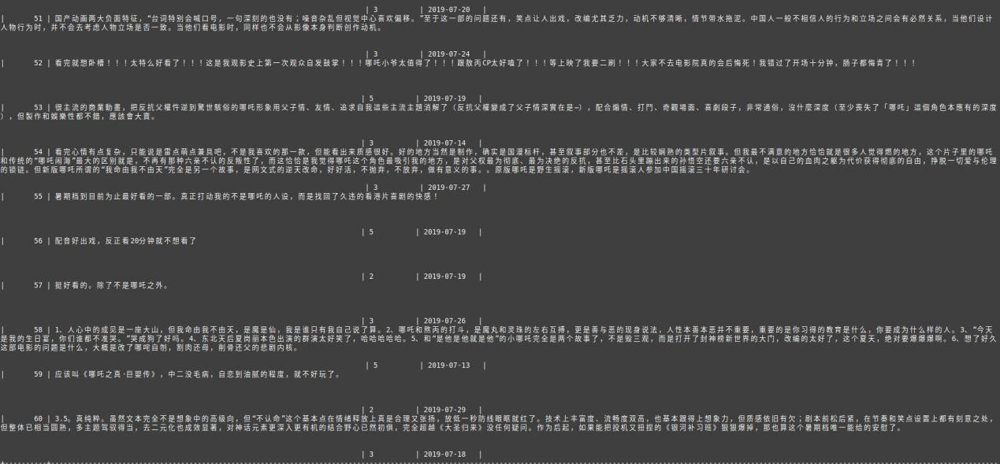 | 3 | 2019-07-20 |
| 51 | 国产动画两大负面特征，“台词特别会喊口号，一句深刻的也没有；噪音杂乱但视觉中心喜欢偏移。”至于这一部的问题还有，笑点让人出戏，改编尤其乏力，动机不够清晰，情节带水拖泥。中国人一般不相信人的行为和立场之间会有必然关系，当他们设计
人物行为时，并不会去考虑人物立场是否一致。当他们看电影时，同样也不会从影像本身判断创作动机。
| 3 | 2019-07-24 |
| 52 | 看完就想卧槽！！！太特么好看了！！！这是我观影史上第一次观众自发鼓掌！！！哪吒小爷太值得了！！！跟敖丙CP太好嗑了！！！等上映了我要二刷！！！大家不去电影院真的会后悔死！我错过了开场十分钟，肠子都悔青了！！！
| 5 | 2019-07-19 |
| 53 | 很主流的商業動畫，把反抗父權忤逆到驚世駭俗的哪吒形象用父子情、友情、追求自我這些主流主題消解了（反抗父權變成了父子情深實在是…），配合煽情、打鬥、奇觀場面、喜劇段子，非常通俗，沒什麼深度（至少喪失了「哪吒」這個角色本應有的深度
），但製作和娛樂性都不錯，應該會大賣。
| 3 | 2019-07-14 |
| 54 | 看完心情有点复杂，只能说是雷点萌点兼具吧，不是我喜欢的那一款，但能看出来质感很好。好的地方当然是制作，确实是国漫标杆，甚至叙事部分也不差，是比较娴熟的类型片叙事。但我最不满意的地方恰恰就是很多人觉得燃的地方，这个片子里的哪吒
和传统的“哪吒闹海”最大的区别就是，不再有那种六亲不认的反叛性了，而这恰恰是我觉得哪吒这个角色最吸引我的地方，是对父权最为彻底、最为决绝的反抗，甚至比石头里蹦出来的孙悟空还要六亲不认，是以自己的血肉之躯为代价获得彻底的自由，挣脱一切爱与伦理
的锁链。但新版哪吒所谓的“我命由我不由天”完全是另一个故事，是网文式的逆天改命，好好活，不抛弃，不放弃，做有意义的事。。原版哪吒是野生摇滚，新版哪吒是摇滚人参加中国摇滚三十年研讨会。
| 3 | 2019-07-27 |
| 55 | 暑期档到目前为止最好看的一部。真正打动我的不是哪吒的人设，而是找回了久违的看港片喜剧的快感！
| 5 | 2019-07-19 |
| 56 | 配音好出戏，反正看20分钟就不想看了
| 2 | 2019-07-19 |
| 57 | 挺好看的。除了不是哪吒之外。
| 3 | 2019-07-26 |
| 58 | 1、人心中的成见是一座大山，但我命由我不由天，是魔是仙，我是谁只有我自己说了算。2、哪吒和熬丙的打斗，是魔丸和灵珠的左右互搏，更是善与恶的现身说法，人性本善本恶并不重要，重要的是你习得的教育是什么，你要成为什么样的人。3、“今天
是我的生日宴，你们谁都不准哭。”哭成狗了好吗。4、东北天后夏岗丽本色出演的群演太好笑了，哈哈哈哈哈。5、和“是他是他就是他”的小哪吒完全是两个故事了，不是毁三观，而是打开了封神榜新世界的大门，改编的太好了，这个夏天，绝对要爆爆爆啊。6、想了好久
这部电影的问题是什么，大概是改了哪咤自刎，割肉还母，削骨还父的悲剧内核。
| 5 | 2019-07-13 |
| 59 | 应该叫《哪吒之真·巨婴传》，中二没毛病，自恋到油腻的程度，就不好玩了。
| 2 | 2019-07-29 |
| 60 | 3.5。真纯粹。虽然文本完全不是想象中的高级向，但“不认命”这个基本点在情绪释放上真是合理又张扬，放低一秒防线眼眶就红了。技术上丰富度、流畅度双高，也基本跟得上想象力，但质感依旧有欠；剧本前松后紧，在节奏和笑点设置上都有刻意之处，
但整体已相当圆熟，多主题驾驭得当，去二元化也成效显著，对神话元素更深入更有机的结合野心已然初俱，完全超越《大圣归来》没任何疑问。作为后起，如果能把投机又扭捏的《银河补习班》狠狠爆掉，那也算这个暑期档唯一能给的安慰了。
| 3 | 2019-07-18 |